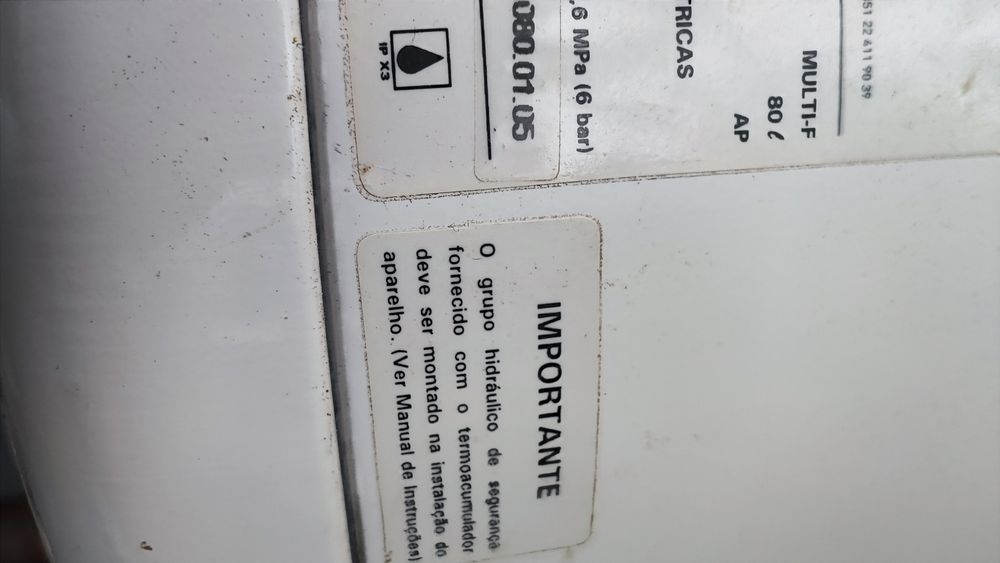 51 22 411 90 39
MULTI-F
80 ℓ
AP
TRICAS
,6 MPa (6 bar)
080.01.05
IP X3
IMPORTANTE
O grupo hidráulico de segurança
fornecido com o termoacumulador
deve ser montado na instalação do
aparelho. (Ver Manual de Instruções)